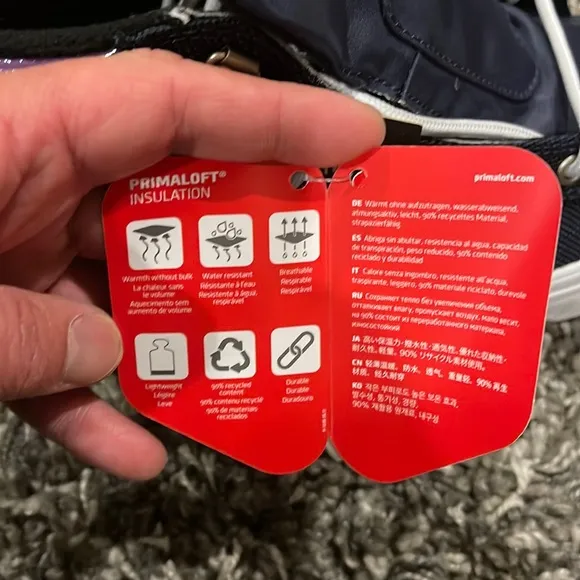 PRIMALOFT®
INSULATION
Warmth without Bulk
La chaleur sans
le volume
Aquecimento sem
aumento de volume
Water resistant
Résistante à l'eau
Resistente à água,
respirável
Breathable
Respirable
Respirável
Lightweight
Légère
Leve
90% recycled
content
90% contenu recyclé
90% de materiais
reciclados
Durable
Durable
Duradoura
primaloft.com
DE Wärmt ohne aufzutragen, wasserabweisend,
atmungsaktiv, leicht, 90% recyceltes Material,
strapazierfähig
ES Abriga sin abultar, resistencia al agua, capacidad
de transpiración, peso reducido, 90% contenido
reciclado y durabilidad
IT Calore senza ingombro, resistente all'acqua,
traspirante, leggero, 90% materiale riciclato, durevole
RU Сохраняет тепло без увеличения объема,
отталкивает влагу, пропускает воздух, мало весит,
на 90% состоит из переработанного материала,
износостойкий
JA 高い保温力・撥水性・通気性、優れた収納性・
耐久性、軽量、90% リサイクル素材使用。
CN 轻薄温暖、防水、透气、重量轻、90% 再生
材质、经久耐穿
KO 적은 부피로도 높은 보온 효과,
발수성, 통기성, 경량,
90% 재활용 원재료, 내구성